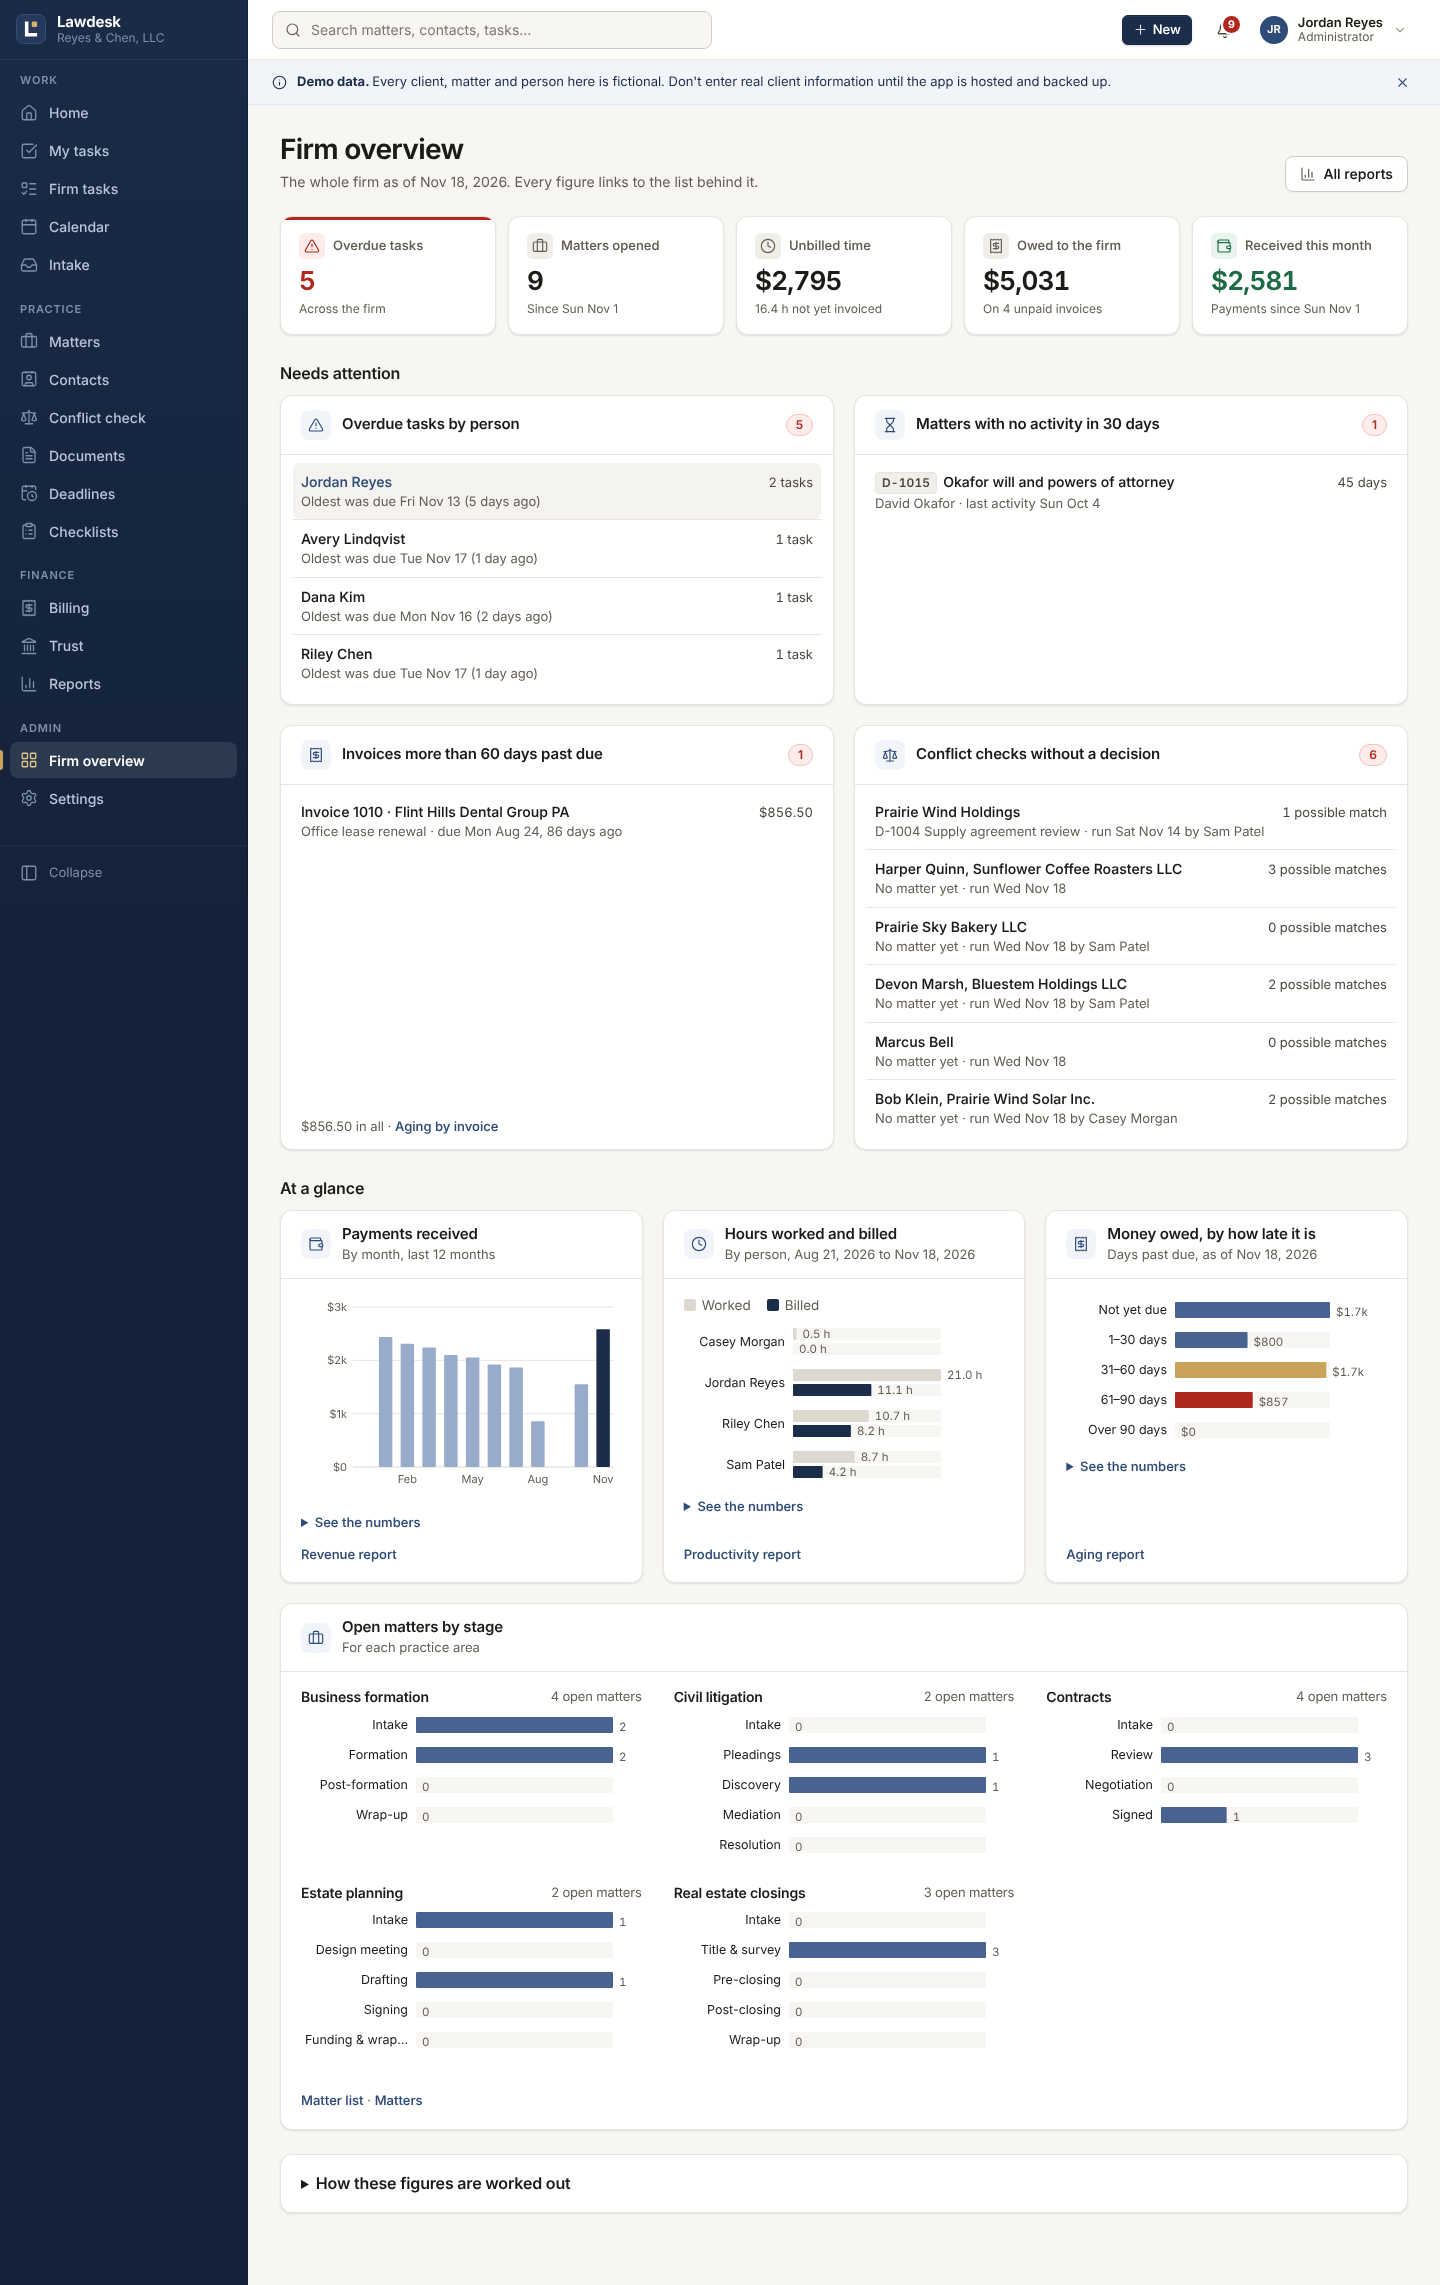 Lawdesk
Reyes & Chen, LLC
WORK
Home
My tasks
Firm tasks
Calendar
Intake
PRACTICE
Matters
Contacts
Conflict check
Documents
Deadlines
Checklists
FINANCE
Billing
Trust
Reports
ADMIN
Firm overview
Settings
Collapse
Search matters, contacts, tasks...
+ New
9
JR
Jordan Reyes
Administrator
Demo data. Every client, matter and person here is fictional. Don't enter real client information until the app is hosted and backed up.
Firm overview
The whole firm as of Nov 18, 2026. Every figure links to the list behind it.
All reports
Overdue tasks
5
Across the firm
Matters opened
9
Since Sun Nov 1
Unbilled time
$2,795
16.4 h not yet invoiced
Owed to the firm
$5,031
On 4 unpaid invoices
Received this month
$2,581
Payments since Sun Nov 1
Needs attention
Overdue tasks by person 5
Jordan Reyes 2 tasks
Oldest was due Fri Nov 13 (5 days ago)
Avery Lindqvist 1 task
Oldest was due Tue Nov 17 (1 day ago)
Dana Kim 1 task
Oldest was due Mon Nov 16 (2 days ago)
Riley Chen 1 task
Oldest was due Tue Nov 17 (1 day ago)
Matters with no activity in 30 days 1
D-1015 Okafor will and powers of attorney 45 days
David Okafor · last activity Sun Oct 4
Invoices more than 60 days past due 1
Invoice 1010 · Flint Hills Dental Group PA $856.50
Office lease renewal · due Mon Aug 24, 86 days ago
$856.50 in all · Aging by invoice
Conflict checks without a decision 6
Prairie Wind Holdings 1 possible match
D-1004 Supply agreement review · run Sat Nov 14 by Sam Patel
Harper Quinn, Sunflower Coffee Roasters LLC 3 possible matches
No matter yet · run Wed Nov 18
Prairie Sky Bakery LLC 0 possible matches
No matter yet · run Wed Nov 18 by Sam Patel
Devon Marsh, Bluestem Holdings LLC 2 possible matches
No matter yet · run Wed Nov 18 by Sam Patel
Marcus Bell 0 possible matches
No matter yet · run Wed Nov 18
Bob Klein, Prairie Wind Solar Inc. 2 possible matches
No matter yet · run Wed Nov 18 by Casey Morgan
At a glance
Payments received
By month, last 12 months
$3k
$2k
$1k
$0
Feb May Aug Nov
See the numbers
Revenue report
Hours worked and billed
By person, Aug 21, 2026 to Nov 18, 2026
Worked Billed
Casey Morgan 0.5 h
0.0 h
Jordan Reyes 21.0 h
11.1 h
Riley Chen 10.7 h
8.2 h
Sam Patel 8.7 h
4.2 h
See the numbers
Productivity report
Money owed, by how late it is
Days past due, as of Nov 18, 2026
Not yet due $1.7k
1–30 days $800
31–60 days $1.7k
61–90 days $857
Over 90 days $0
See the numbers
Aging report
Open matters by stage
For each practice area
Business formation 4 open matters
Intake 2
Formation 2
Post-formation 0
Wrap-up 0
Civil litigation 2 open matters
Intake 0
Pleadings 1
Discovery 1
Mediation 0
Resolution 0
Contracts 4 open matters
Intake 0
Review 3
Negotiation 0
Signed 1
Estate planning 2 open matters
Intake 1
Design meeting 0
Drafting 1
Signing 0
Funding & wrap... 0
Real estate closings 3 open matters
Intake 0
Title & survey 3
Pre-closing 0
Post-closing 0
Wrap-up 0
Matter list · Matters
How these figures are worked out